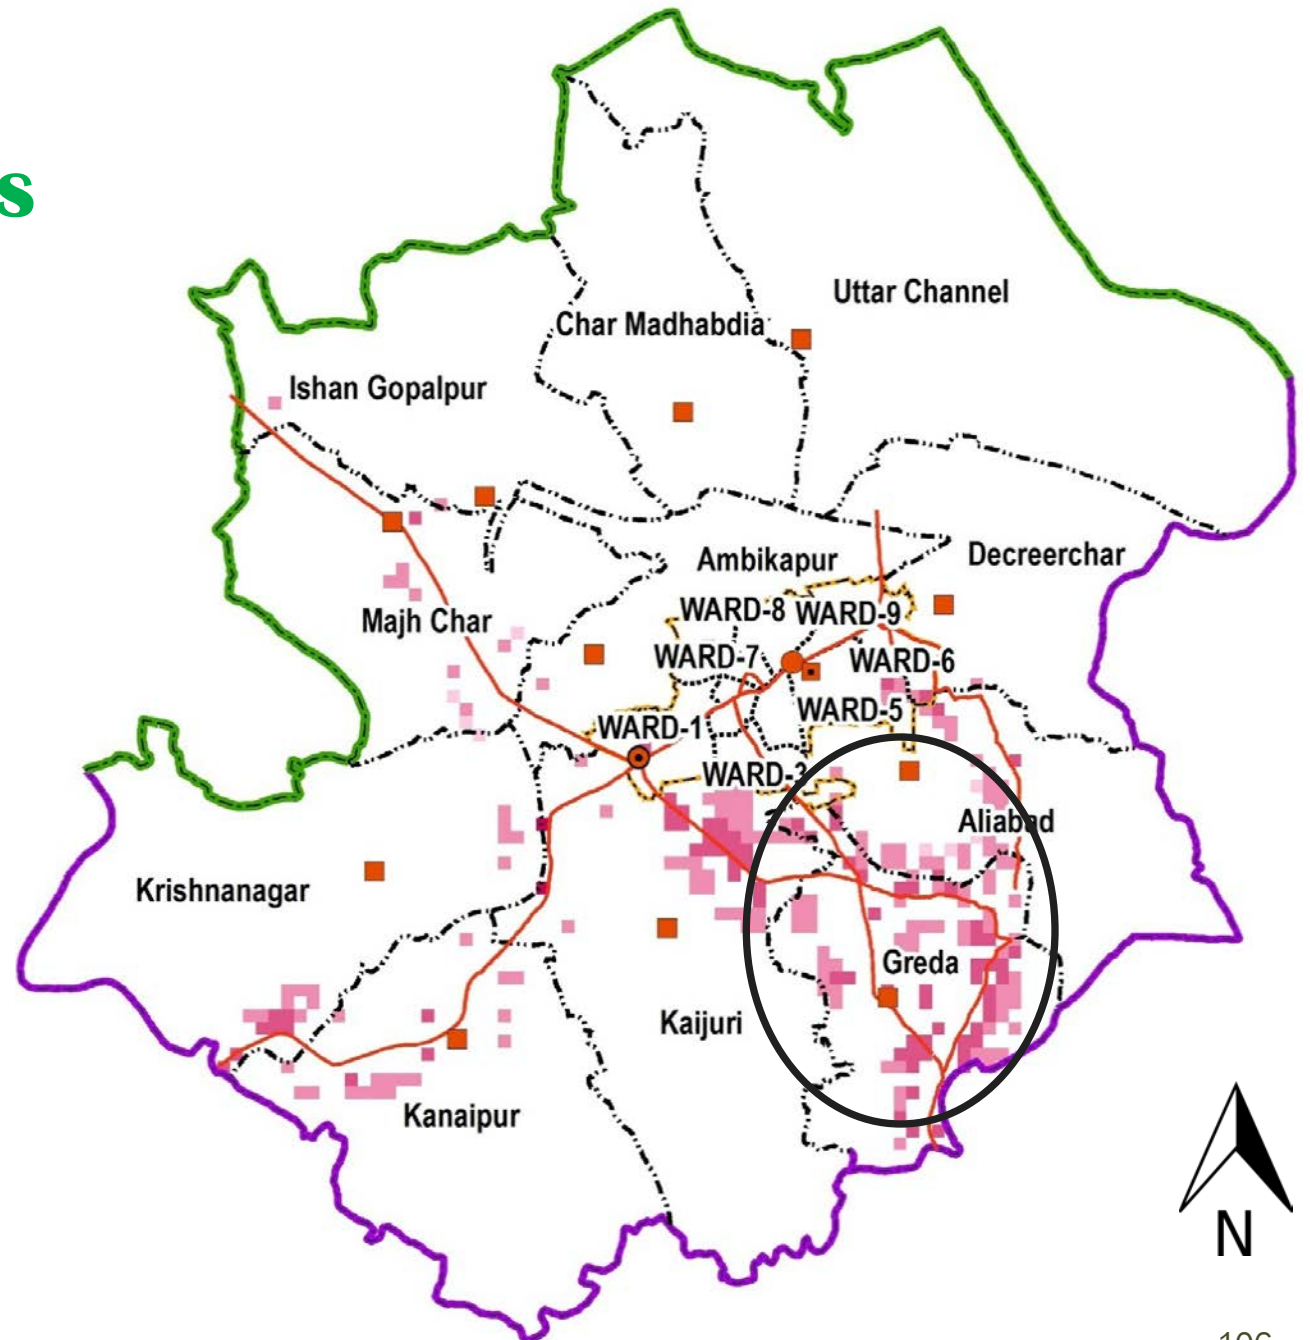 s
Uttar Channel
Char Madhabdia
Ishan Gopalpur
Ambikapur
Decreerchar
WARD-8
WARD-9
Majh Char
WARD-7
WARD-6
WARD-5
WARD-1
WARD-
Aliabad
Krishnanagar
Greda
Kaijuri
Kanaipur
N